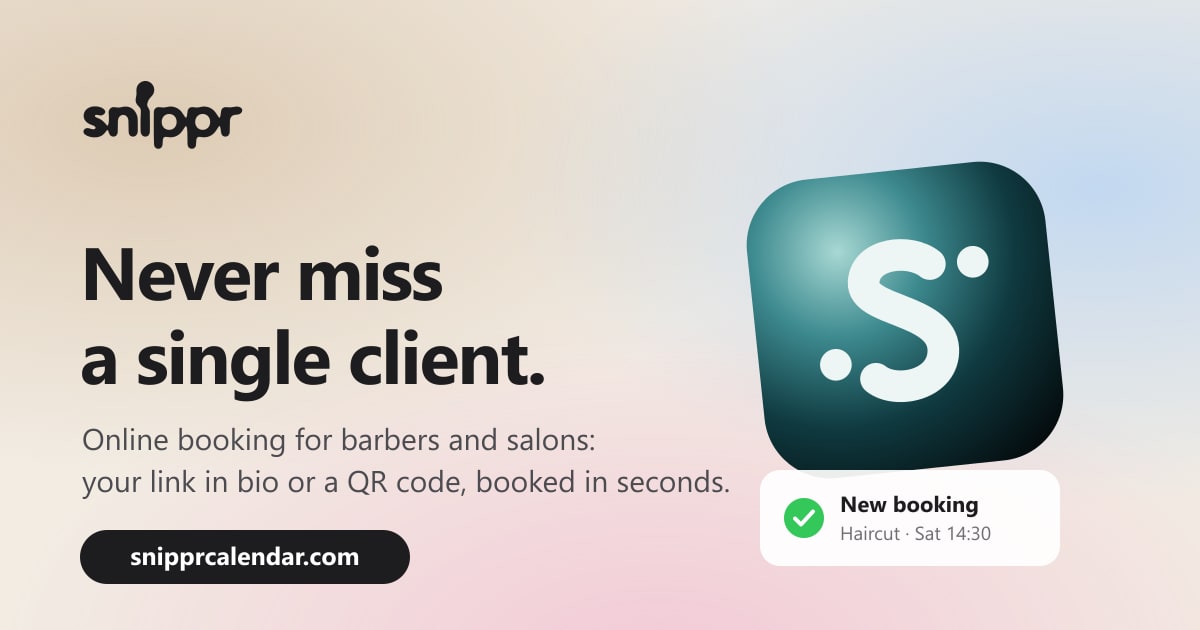 snippr
Never miss
a single client.
Online booking for barbers and salons:
your link in bio or a QR code, booked in seconds.
snipprcalendar.com
S
New booking
Haircut · Sat 14:30